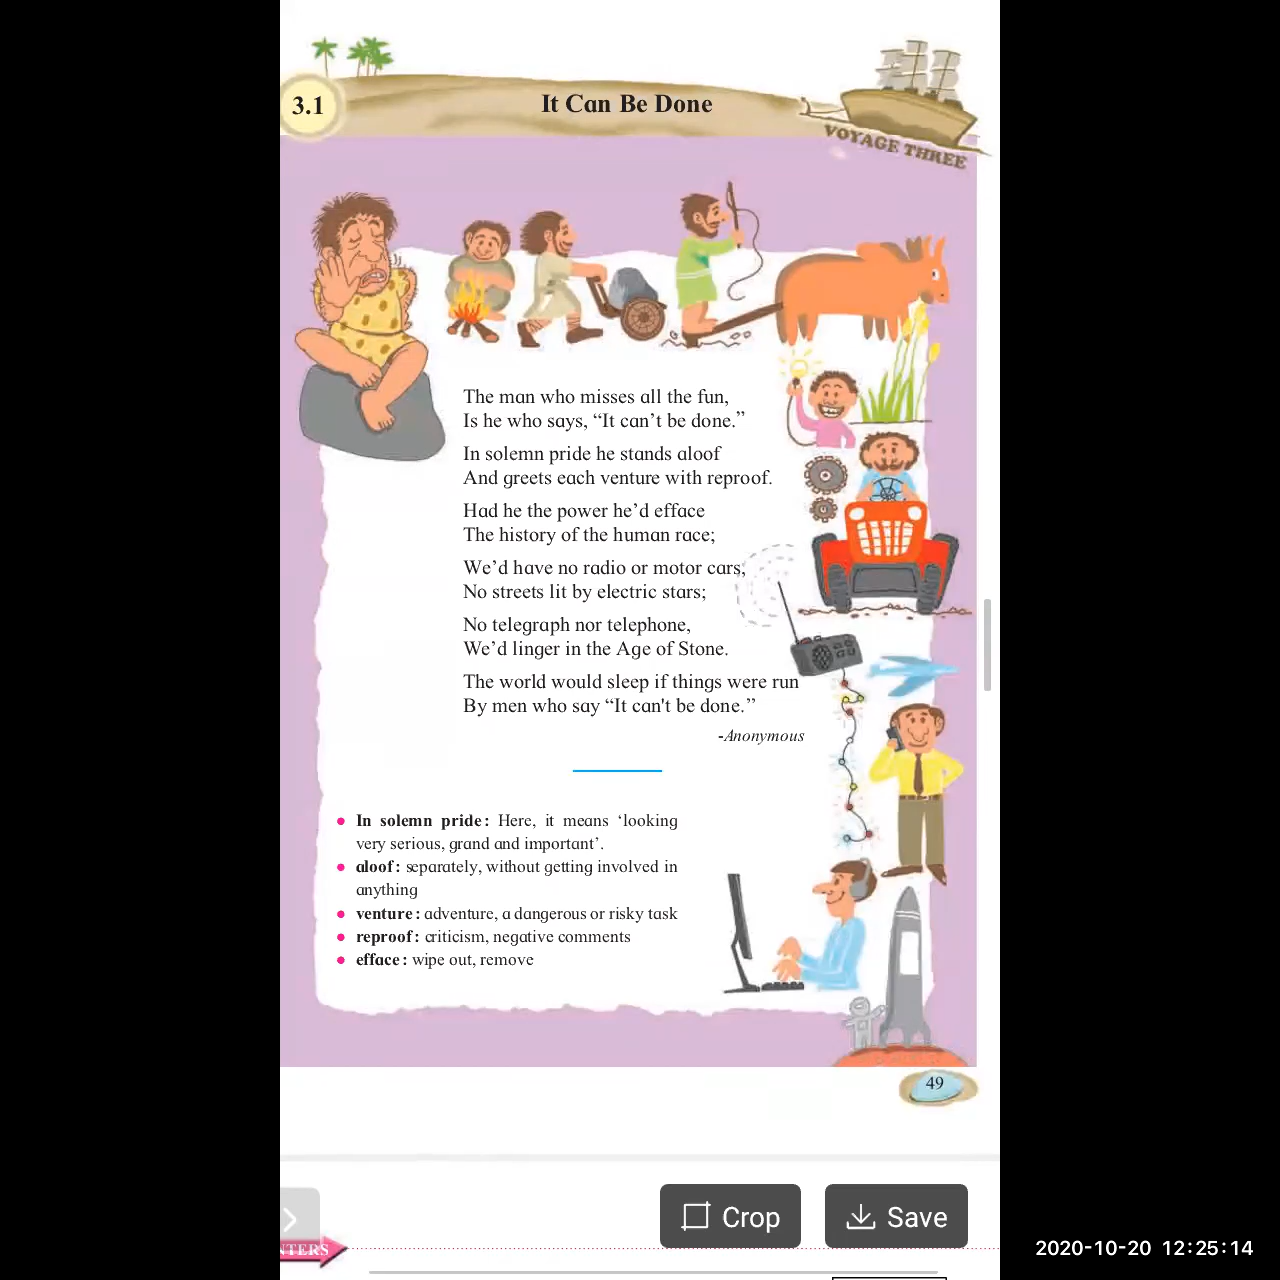 3.1
It Can Be Done
VOYAGE THREE
The man who misses all the fun,
Is he who says, “It can’t be done.”
In solemn pride he stands aloof
And greets each venture with reproof.
Had he the power he’d efface
The history of the human race;
We’d have no radio or motor cars,
No streets lit by electric stars;
No telegraph nor telephone,
We’d linger in the Age of Stone.
The world would sleep if things were run
By men who say “It can't be done.”
-Anonymous
• In solemn pride : Here, it means ‘looking
very serious, grand and important’.
• aloof : separately, without getting involved in
anything
• venture : adventure, a dangerous or risky task
• reproof : criticism, negative comments
• efface : wipe out, remove
49
Crop
Save
NTERS
2020-10-20 12:25:14